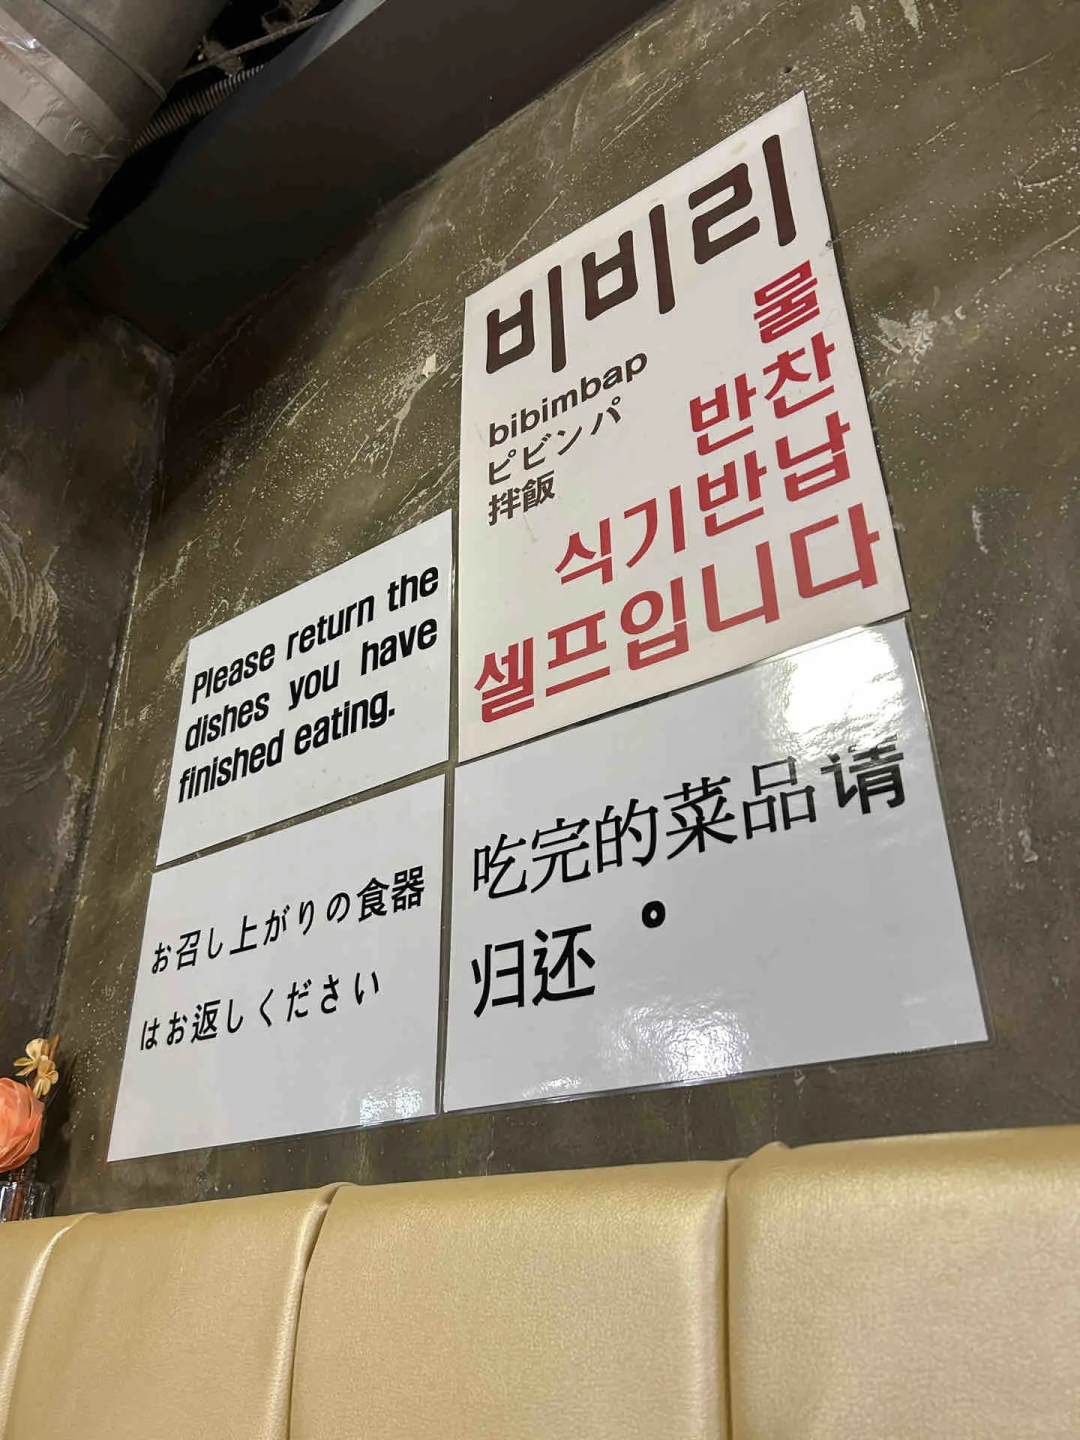 비비리
bibimbap
ピビンパ
拌飯
물
반찬
식기반납
셀프입니다
Please return the
dishes you have
finished eating.
お召し上がりの食器
はお返しください
吃完的菜品请
归还。